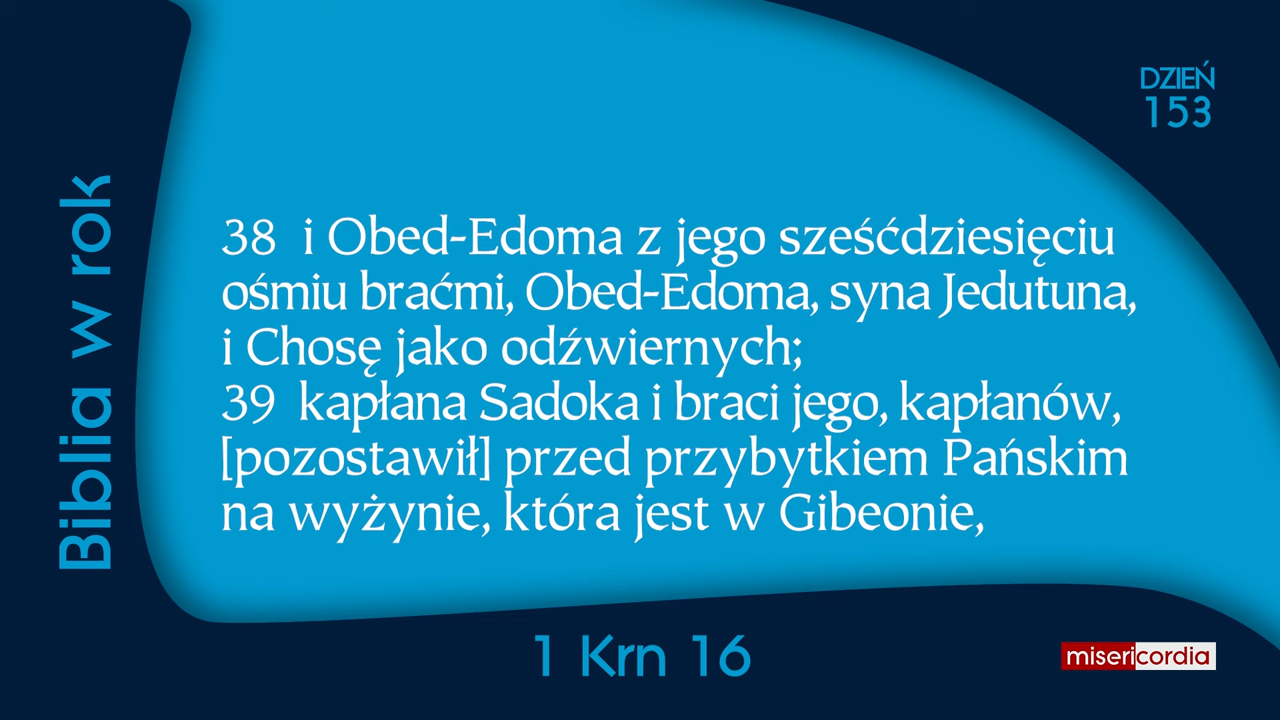 DZIEŃ
153
Biblia w rok
38 i Obed-Edoma z jego sześćdziesięciu
ośmiu braćmi, Obed-Edoma, syna Jedutuna,
i Chosę jako odźwiernych;
39 kapłana Sadoka i braci jego, kapłanów,
[pozostawił] przed przybytkiem Pańskim
na wyżynie, która jest w Gibeonie,
1 Krn 16
misericordia